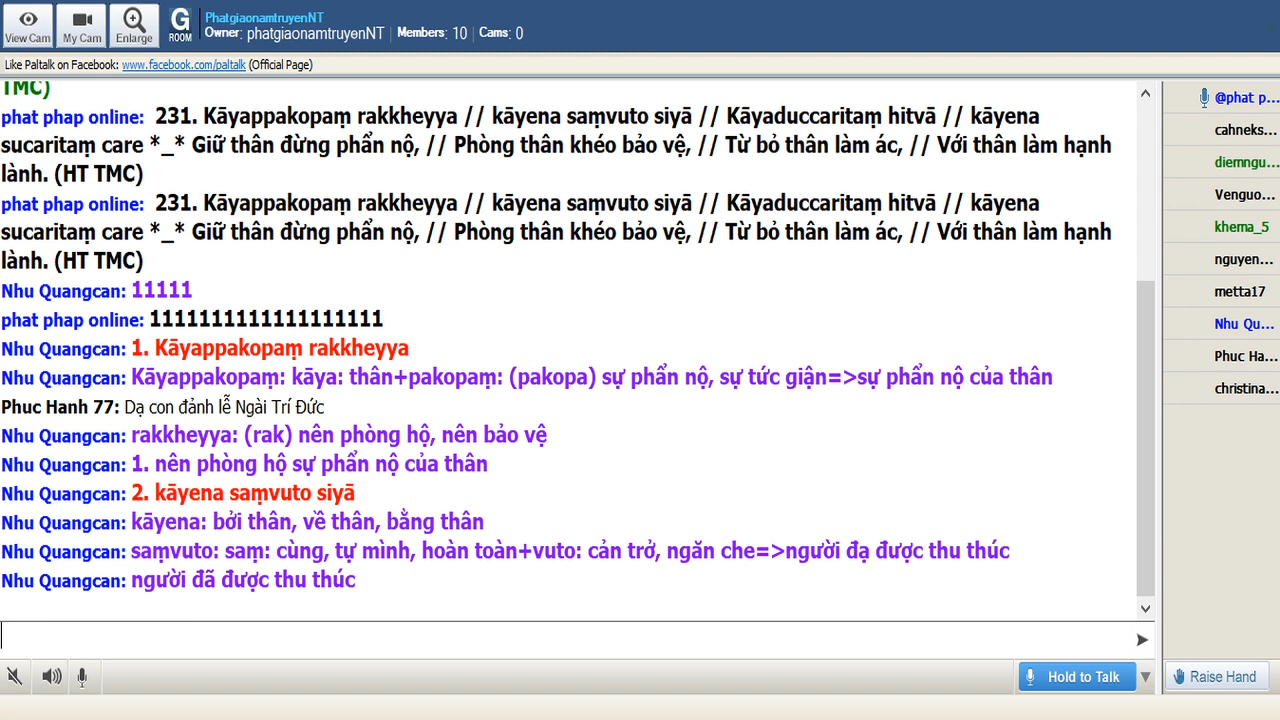 PhatgiaonamtruyenNT
Owner: phatgiaonamtruyenNT Members: 10 Cams: 0
View Cam My Cam Enlarge G ROOM
Like Paltalk on Facebook: www.facebook.com/paltalk (Official Page)
TMC)
phat phap online: 231. Kāyappakopaṃ rakkheyya // kāyena saṃvuto siyā // Kāyaduccaritaṃ hitvā // kāyena
sucaritaṃ care *_* Giữ thân đừng phẩn nộ, // Phòng thân khéo bảo vệ, // Từ bỏ thân làm ác, // Với thân làm hạnh
lành. (HT TMC)
phat phap online: 231. Kāyappakopaṃ rakkheyya // kāyena saṃvuto siyā // Kāyaduccaritaṃ hitvā // kāyena
sucaritaṃ care *_* Giữ thân đừng phẩn nộ, // Phòng thân khéo bảo vệ, // Từ bỏ thân làm ác, // Với thân làm hạnh
lành. (HT TMC)
Nhu Quangcan: 11111
phat phap online: 1111111111111111111
Nhu Quangcan: 1. Kāyappakopaṃ rakkheyya
Nhu Quangcan: Kāyappakopaṃ: kāya: thân+pakopaṃ: (pakopa) sự phẩn nộ, sự tức giận=>sự phẩn nộ của thân
Phuc Hanh 77: Dạ con đảnh lễ Ngài Trí Đức
Nhu Quangcan: rakkheyya: (rak) nên phòng hộ, nên bảo vệ
Nhu Quangcan: 1. nên phòng hộ sự phẩn nộ của thân
Nhu Quangcan: 2. kāyena saṃvuto siyā
Nhu Quangcan: kāyena: bởi thân, về thân, bằng thân
Nhu Quangcan: saṃvuto: saṃ: cùng, tự mình, hoàn toàn+vuto: cản trở, ngăn che=>người đạ được thu thúc
Nhu Quangcan: người đã được thu thúc
@phat p...
cahneks...
diemngu...
Venguo...
khema_5
nguyen...
metta17
Nhu Qu...
Phuc Ha...
christina...
Hold to Talk
Raise Hand